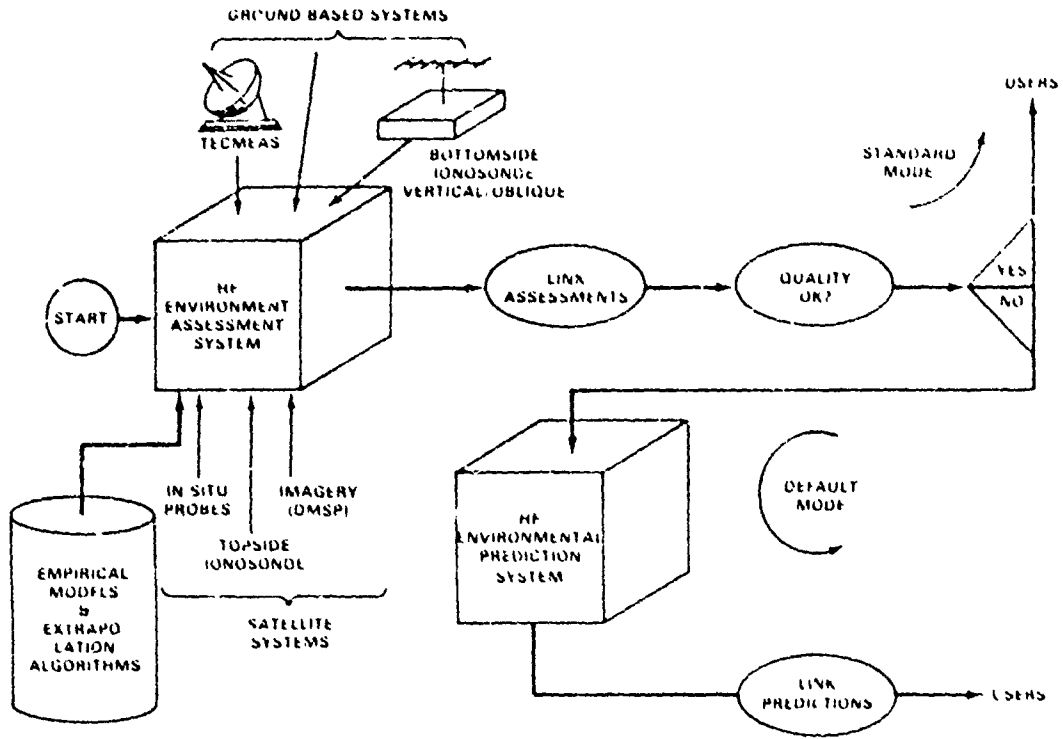 GROUND BASED SYSTEMS
TECMEAS
BOTTOMSIDE
IONOSONDE
VERTICAL/OBLIQUE
USERS
STANDARD
MODE
START
HF
ENVIRONMENT
ASSESSMENT
SYSTEM
LINK
ASSESSMENTS
QUALITY
OK?
YES
NO
IN SITU
PROBES
IMAGERY
(DMSP)
TOPSIDE
IONOSONDE
SATELLITE
SYSTEMS
EMPIRICAL
MODELS
&
EXTRAPO
LATION
ALGORITHMS
HF
ENVIRONMENTAL
PREDICTION
SYSTEM
DEFAULT
MODE
LINK
PREDICTIONS
USERS